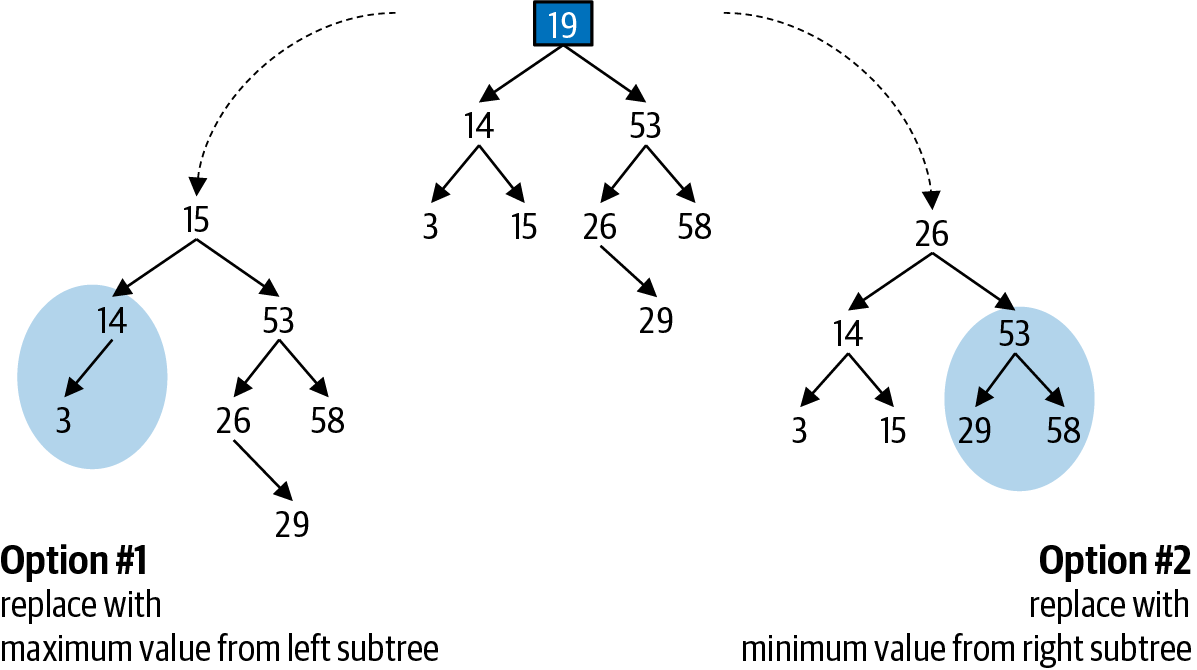 19
14 53
3 15 26 58
29
15
14 53
3 26 58
29
26
14 53
3 15 29 58
Option #1
replace with
maximum value from left subtree
Option #2
replace with
minimum value from right subtree